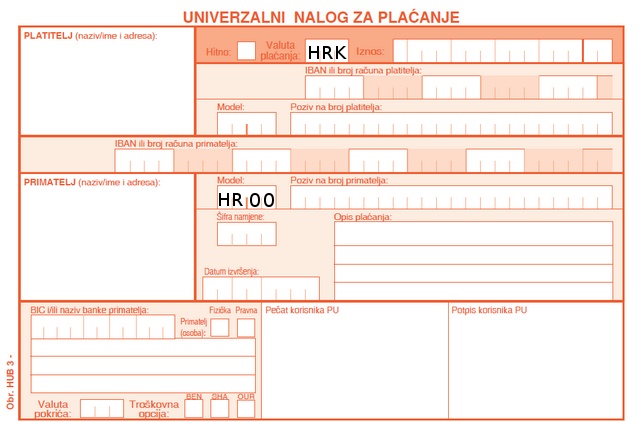 UNIVERZALNI NALOG ZA PLAĆANJE
PLATITELJ (naziv/ime i adresa):
Hitno:
Valuta plaćanja:
HRK
Iznos:
IBAN ili broj računa platitelja:
Model:
Poziv na broj platitelja:
IBAN ili broj računa primatelja:
PRIMATELJ (naziv/ime i adresa):
Model:
HR 00
Poziv na broj primatelja:
Šifra namjene:
Opis plaćanja:
Datum izvršenja:
BIC i/ili naziv banke primatelja:
Primatelj (osoba):
Fizička
Pravna
Pečat korisnika PU
Potpis korisnika PU
Valuta pokrića:
Troškovna opcija:
BEN
SHA
OUR
Obr. HUB 3 -